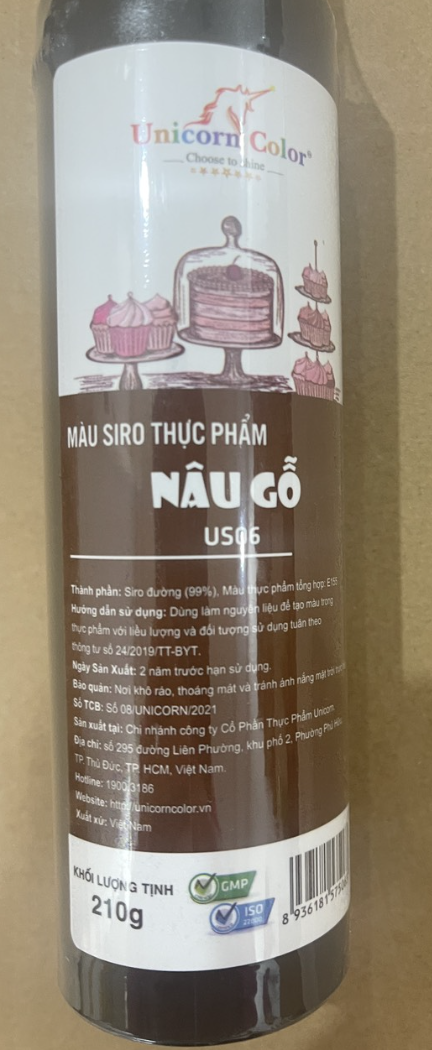 Unicorn Color®
Choose to Shine
MÀU SIRO THỰC PHẨM
NÂU GỖ
US06
Thành phần: Siro đường (99%), Màu thực phẩm tổng hợp: E155
Hướng dẫn sử dụng: Dùng làm nguyên liệu để tạo màu trong
thực phẩm với liều lượng và đối tượng sử dụng tuân theo
thông tư số 24/2019/TT-BYT.
Ngày Sản Xuất: 2 năm trước hạn sử dụng.
Bảo quản: Nơi khô ráo, thoáng mát và tránh ánh nắng mặt trời
Số TCB: Số 08/UNICORN/2021
Sản xuất tại: Chi nhánh công ty Cổ Phần Thực Phẩm Unicorn
Địa chỉ: số 295 đường Liên Phường, khu phố 2, Phường Phú
TP. Thủ Đức, TP. HCM, Việt Nam.
Hotline: 1900.3186
Website: http://unicorncolor.vn
Xuất xứ: Việt Nam
KHỐI LƯỢNG TỊNH
210g
GMP
ISO
22000
8 936181 5750